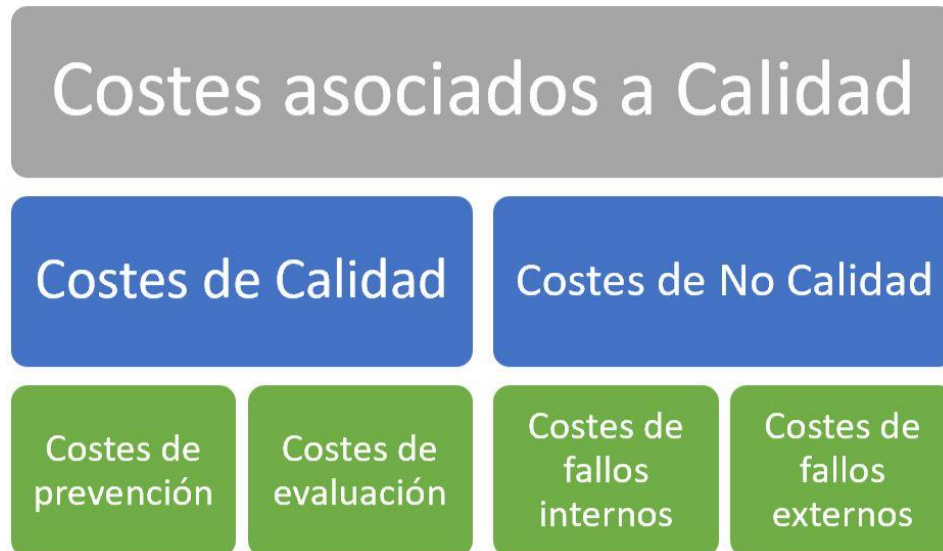 Costes asociados a Calidad
Costes de Calidad
Costes de No Calidad
Costes de
prevención
Costes de
evaluación
Costes de
fallos
internos
Costes de
fallos
externos